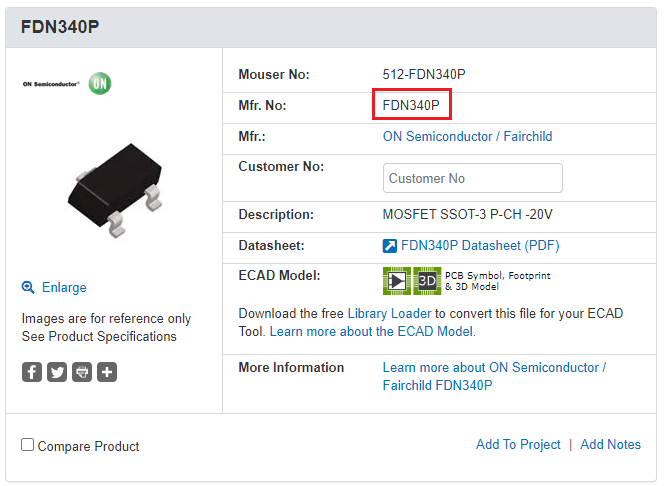 FDN340P
ON Semiconductor®
ON
Mouser No:
512-FDN340P
Mfr. No:
FDN340P
Mfr.:
ON Semiconductor / Fairchild
Customer No:
Customer No
Description:
MOSFET SSOT-3 P-CH -20V
Datasheet:
FDN340P Datasheet (PDF)
ECAD Model:
3D
PCB Symbol, Footprint
& 3D Model
Download the free Library Loader to convert this file for your ECAD
Tool. Learn more about the ECAD Model.
More Information
Learn more about ON Semiconductor /
Fairchild FDN340P
Enlarge
Images are for reference only
See Product Specifications
Compare Product
Add To Project | Add Notes